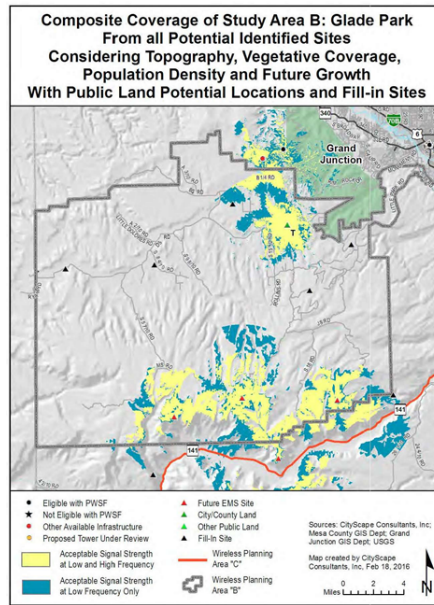 Composite Coverage of Study Area B: Glade Park
From all Potential Identified Sites
Considering Topography, Vegetative Coverage,
Population Density and Future Growth
With Public Land Potential Locations and Fill-in Sites
340
70B
6
Grand
Junction
T
141
141
Eligible with PWSF
Not Eligible with PWSF
Other Available Infrastructure
Proposed Tower Under Review
Future EMS Site
City/County Land
Other Public Land
Fill-In Site
Acceptable Signal Strength
at Low and High Frequency
Acceptable Signal Strength
at Low Frequency Only
Wireless Planning
Area "C"
Wireless Planning
Area "B"
Sources: CityScape Consultants, Inc;
Mesa County GIS Dept; Grand
Junction GIS Dept; USGS
Map created by CityScape
Consultants, Inc, Feb 18, 2016
0 2 4
Miles
N